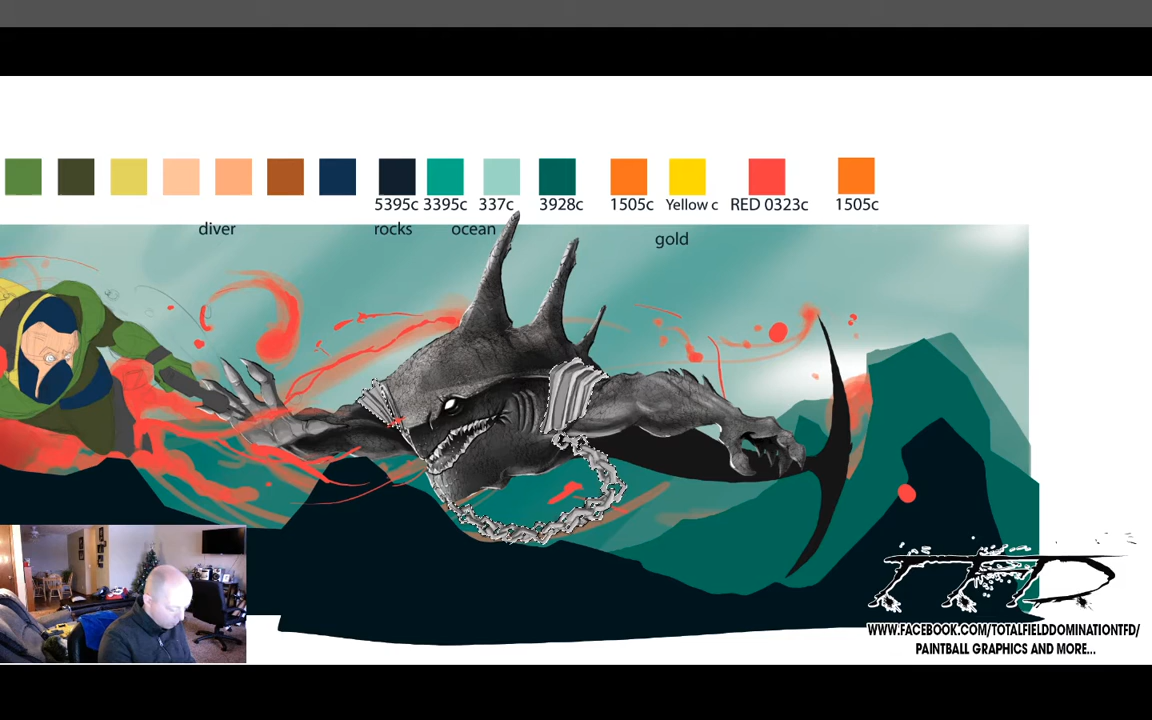 5395c 3395c 337c 3928c 1505c Yellow c RED 0323c 1505c
diver rocks ocean gold
TFD
WWW.FACEBOOK.COM/TOTALFIELDDOMINATIONTFD/
PAINTBALL GRAPHICS AND MORE...